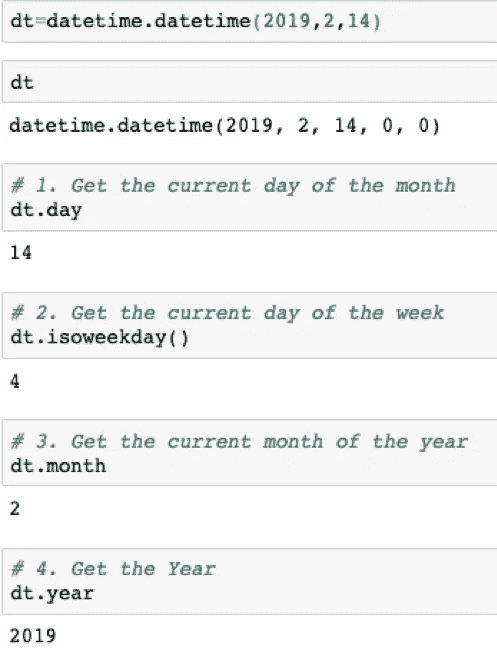 dt=datetime.datetime(2019,2,14)
dt
datetime.datetime(2019, 2, 14, 0, 0)
# 1. Get the current day of the month
dt.day
14
# 2. Get the current day of the week
dt.isoweekday()
4
# 3. Get the current month of the year
dt.month
2
# 4. Get the Year
dt.year
2019